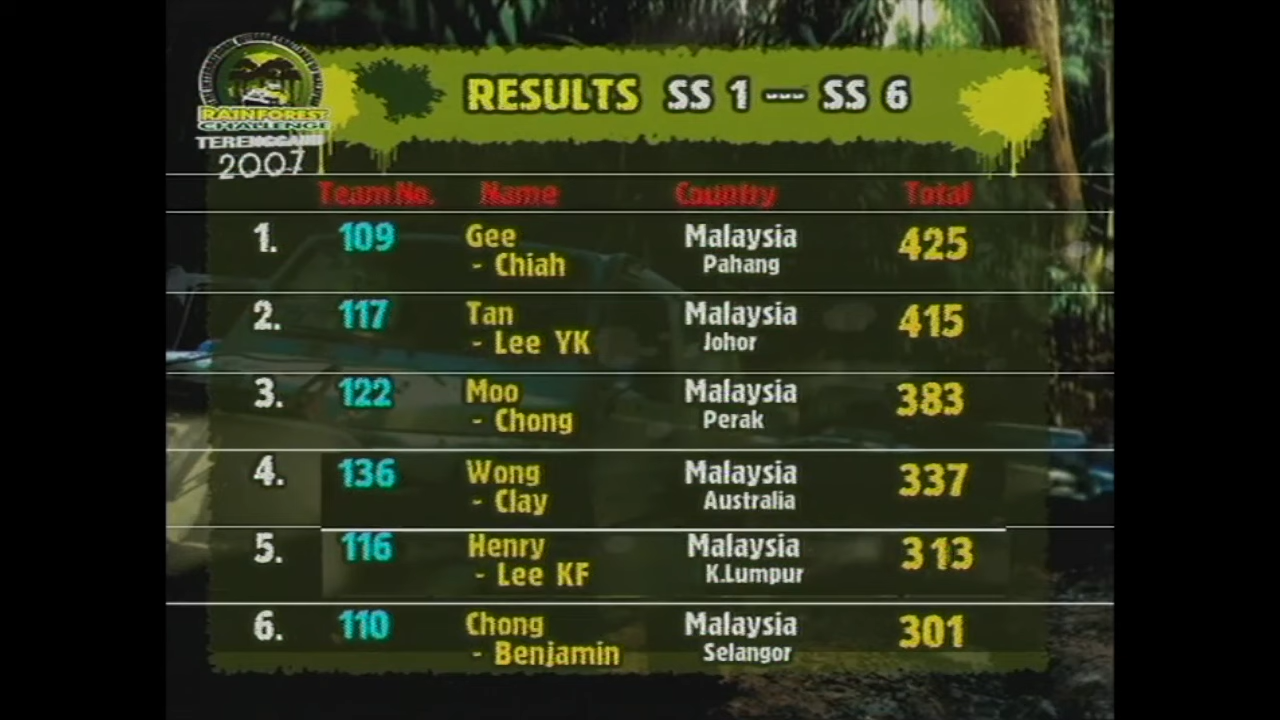 RAINFOREST
CHALLENGE
TERENGGANU
2007
RESULTS SS 1 --- SS 6
Team No. Name Country Total
1. 109 Gee Malaysia 425
- Chiah Pahang
2. 117 Tan Malaysia 415
- Lee YK Johor
3. 122 Moo Malaysia 383
- Chong Perak
4. 136 Wong Malaysia 337
- Clay Australia
5. 116 Henry Malaysia 313
- Lee KF K.Lumpur
6. 110 Chong Malaysia 301
- Benjamin Selangor